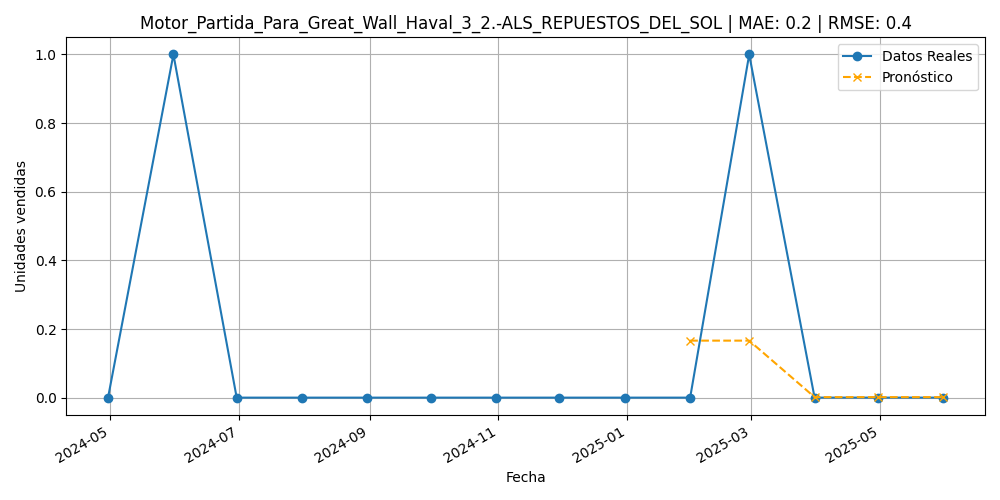 Motor_Partida_Para_Great_Wall_Haval_3_2.-ALS_REPUESTOS_DEL_SOL | MAE: 0.2 | RMSE: 0.4
Datos Reales
Pronóstico
Unidades vendidas
1.0
0.8
0.6
0.4
0.2
0.0
2024-05
2024-07
2024-09
2024-11
2025-01
2025-03
2025-05
Fecha